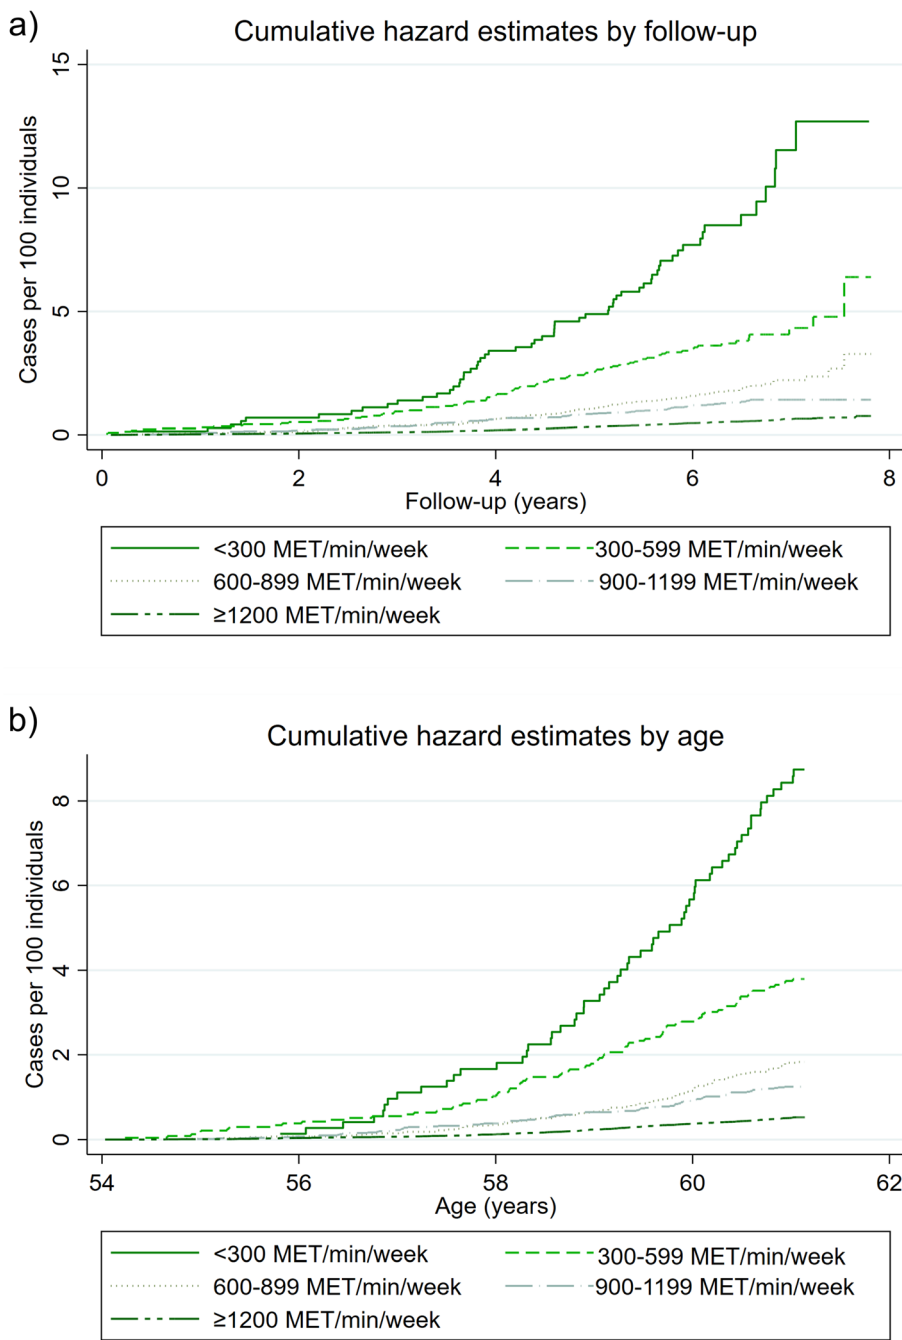 a)
Cumulative hazard estimates by follow-up
15
10
5
0
Cases per 100 individuals
0 2 4 6 8
Follow-up (years)
<300 MET/min/week 300-599 MET/min/week
600-899 MET/min/week 900-1199 MET/min/week
≥1200 MET/min/week
b)
Cumulative hazard estimates by age
8
6
4
2
0
Cases per 100 individuals
54 56 58 60 62
Age (years)
<300 MET/min/week 300-599 MET/min/week
600-899 MET/min/week 900-1199 MET/min/week
≥1200 MET/min/week